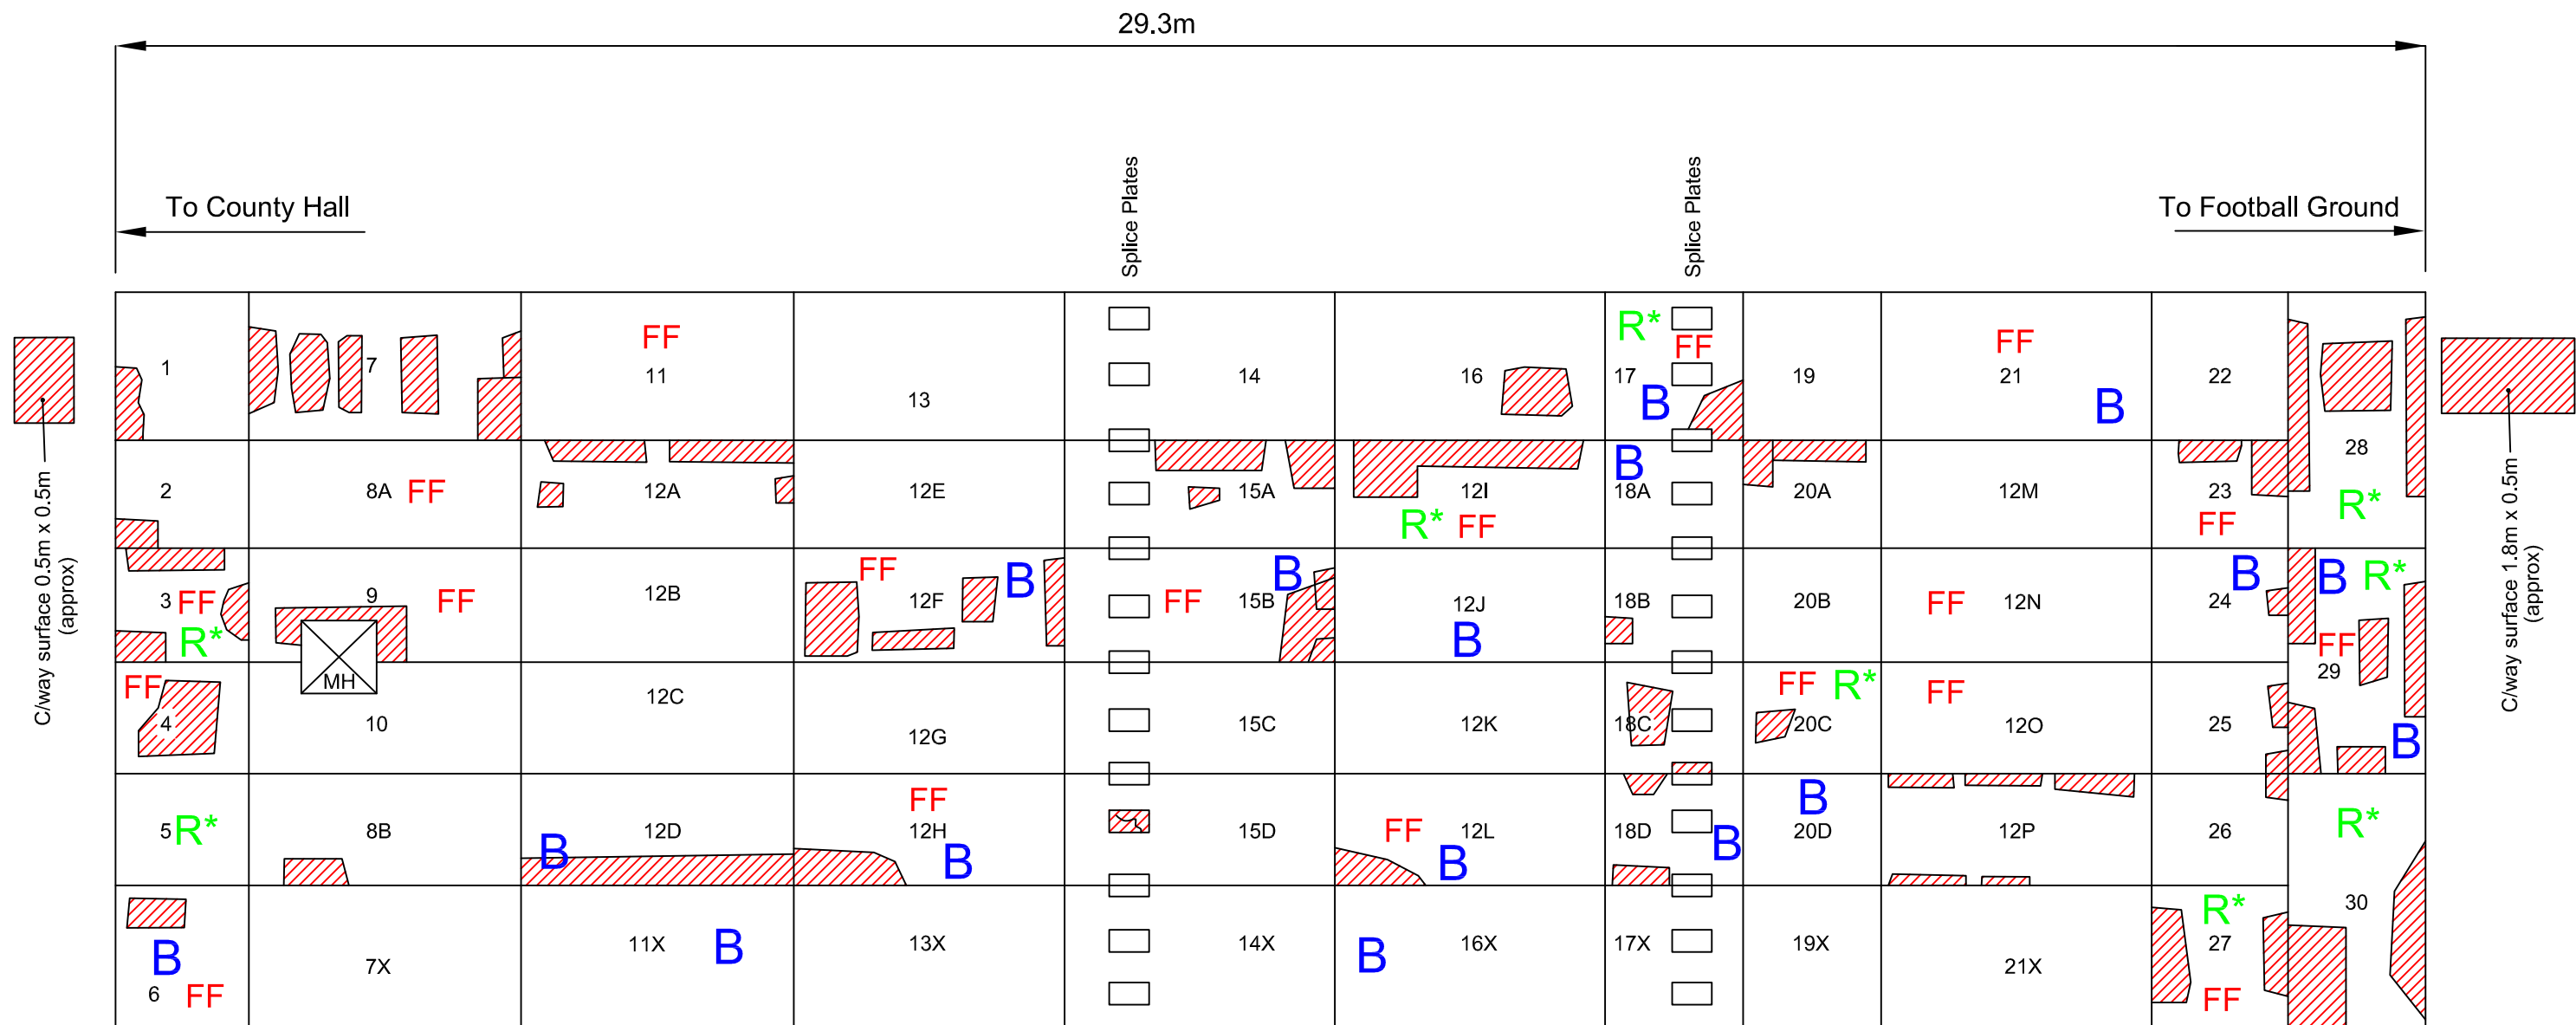 29.3m
To County Hall
Splice Plates
Splice Plates
To Football Ground
C/way surface 0.5m x 0.5m
(approx)
C/way surface 1.8m x 0.5m
(approx)
1
7
FF
11
13
14
16
R*
FF
17
B
19
FF
21
B
22
28
R*
2
8A FF
12A
12E
15A
12I
R* FF
B
18A
20A
12M
23
FF
3 FF
R*
9
FF
12B
FF
12F
B
FF
15B
B
12J
B
18B
20B
FF
12N
B
24
B
R*
FF
29
B
FF
4
MH
10
12C
12G
15C
12K
18C
FF
R*
20C
FF
12O
25
5 R*
8B
12D
B
FF
12H
B
15D
FF
12L
B
18D
B
B
20D
12P
26
R*
30
B
6
FF
7X
11X
B
13X
14X
B
16X
17X
19X
21X
R*
27
FF